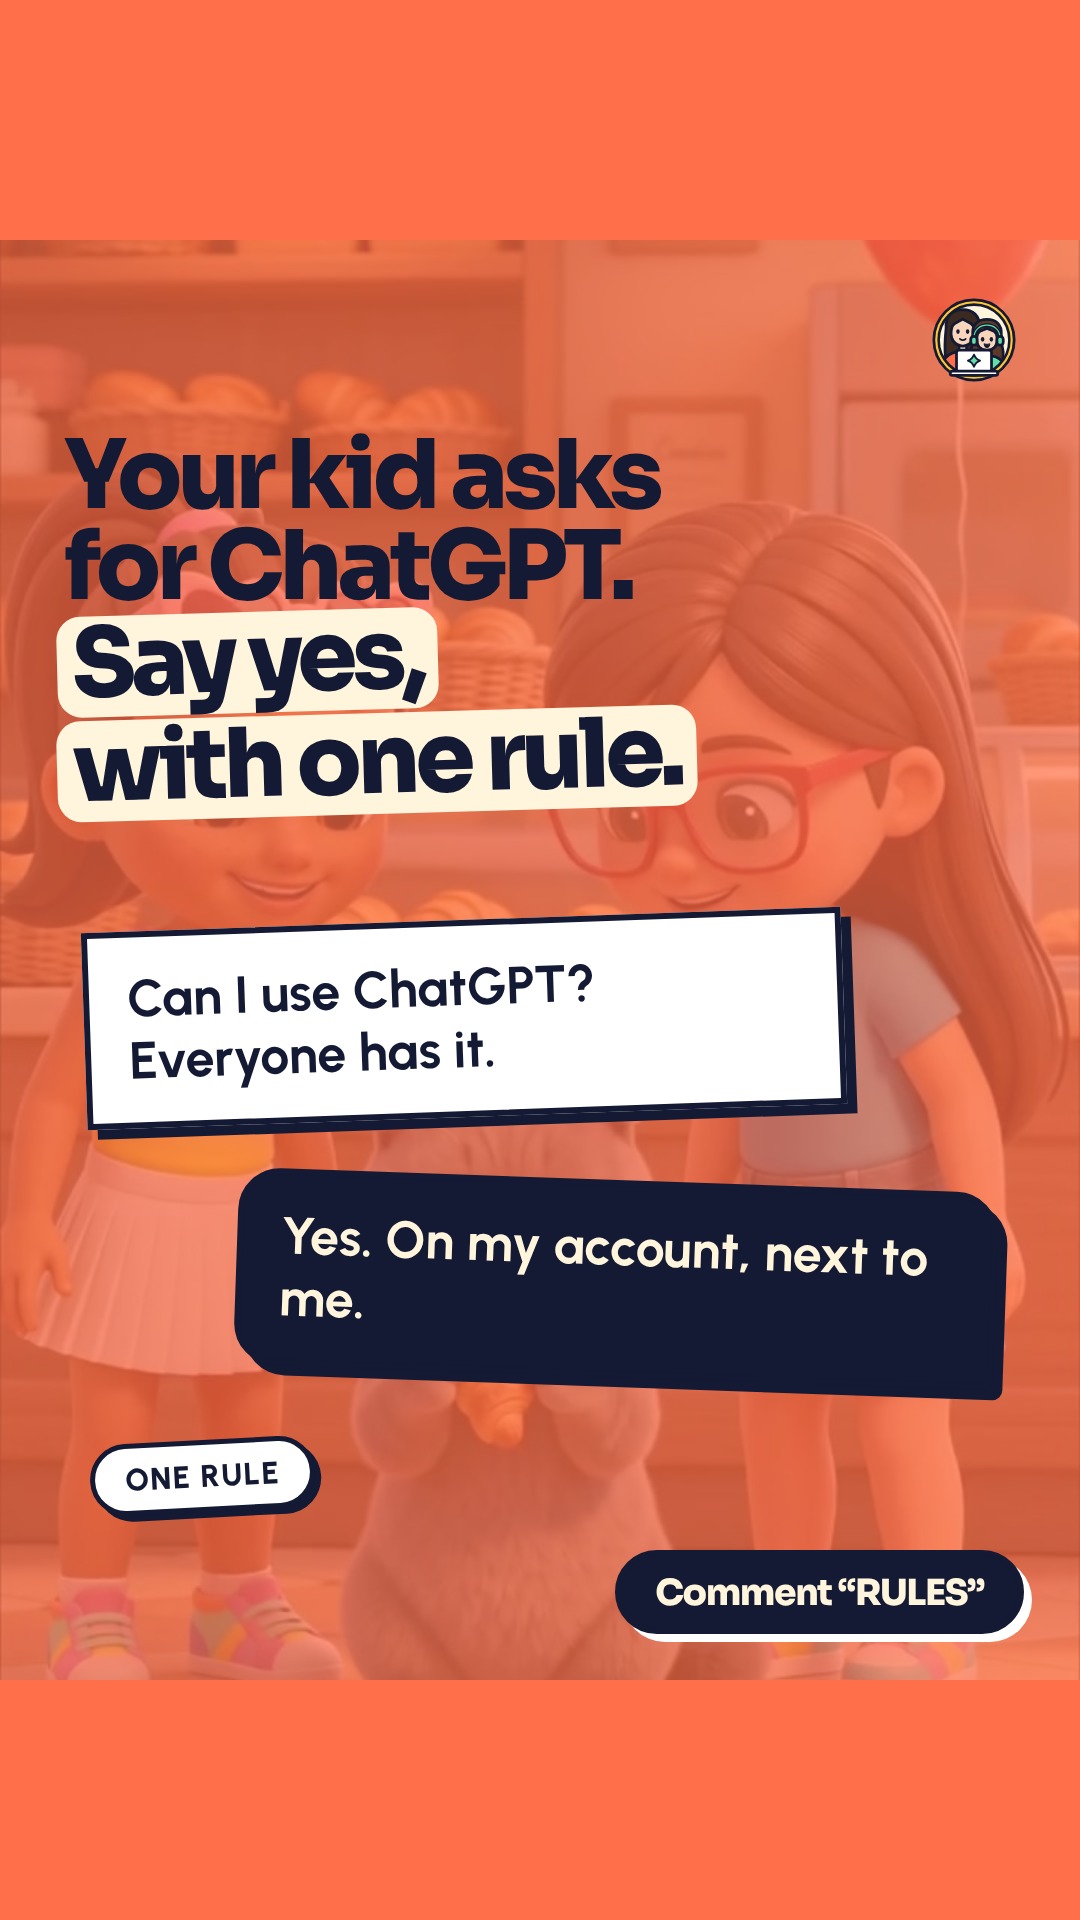 Your kid asks
for ChatGPT.
Say yes,
with one rule.
Can I use ChatGPT?
Everyone has it.
Yes. On my account, next to
me.
ONE RULE
Comment “RULES”